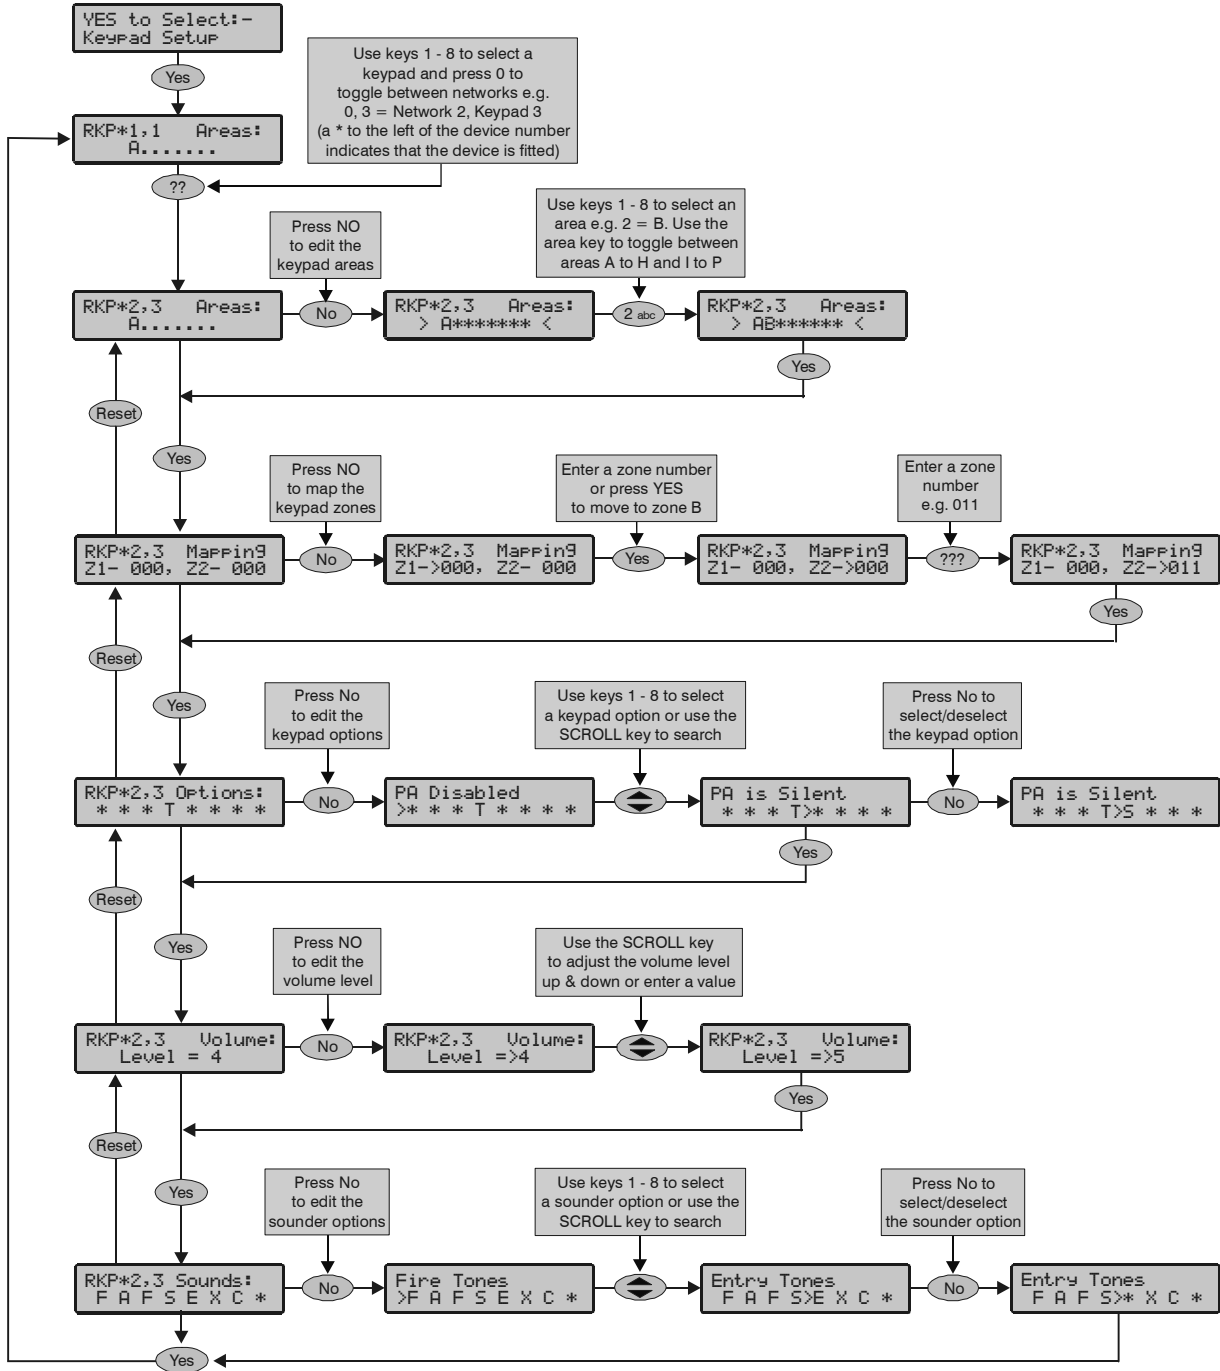 YES to Select:-
Keypad Setup
Yes
Use keys 1 - 8 to select a
keypad and press 0 to
toggle between networks e.g.
0, 3 = Network 2, Keypad 3
(a * to the left of the device number
indicates that the device is fitted)
RKP*1,1 Areas:
A.......
??
Press NO
to edit the
keypad areas
Use keys 1 - 8 to select an
area e.g. 2 = B. Use the
area key to toggle between
areas A to H and I to P
RKP*2,3 Areas:
A.......
No
RKP*2,3 Areas:
> A******* <
2 abc
RKP*2,3 Areas:
> AB****** <
Yes
Reset
Yes
Press NO
to map the
keypad zones
Enter a zone number
or press YES
to move to zone B
Enter a zone
number
e.g. 011
RKP*2,3 Mapping
Z1- 000, Z2- 000
No
RKP*2,3 Mapping
Z1->000, Z2- 000
Yes
RKP*2,3 Mapping
Z1- 000, Z2->000
???
RKP*2,3 Mapping
Z1- 000, Z2->011
Yes
Reset
Yes
Press No
to edit the
keypad options
Use keys 1 - 8 to select
a keypad option or use the
SCROLL key to search
Press No to
select/deselect
the keypad option
RKP*2,3 Options:
* * * T * * * *
No
PA Disabled
>* * * T * * * *
PA is Silent
* * * T>* * * *
No
PA is Silent
* * * T>S * * *
Yes
Reset
Yes
Press NO
to edit the
volume level
Use the SCROLL key
to adjust the volume level
up & down or enter a value
RKP*2,3 Volume:
Level = 4
No
RKP*2,3 Volume:
Level =>4
RKP*2,3 Volume:
Level =>5
Yes
Reset
Yes
Press No
to edit the
sounder options
Use keys 1 - 8 to select
a sounder option or use the
SCROLL key to search
Press No to
select/deselect
the sounder option
RKP*2,3 Sounds:
F A F S E X C *
No
Fire Tones
>F A F S E X C *
Entry Tones
F A F S>E X C *
No
Entry Tones
F A F S>* X C *
Yes